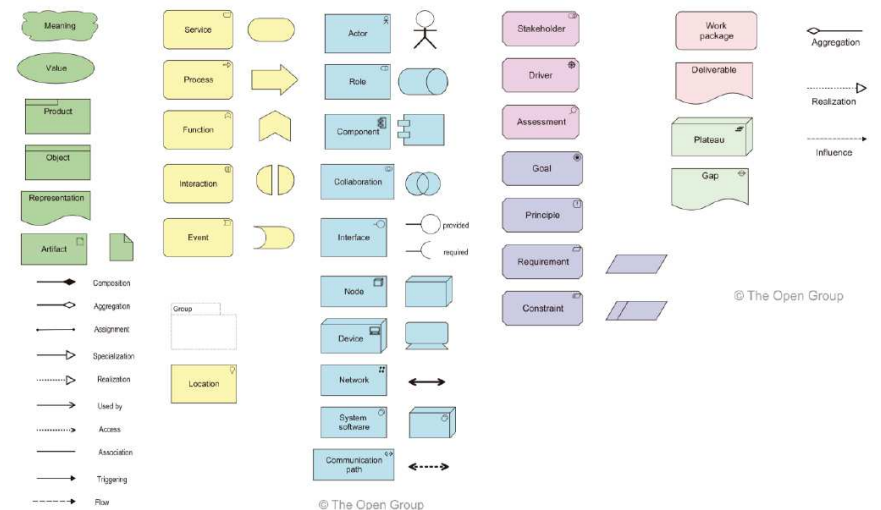 Meaning
Value
Product
Object
Representation
Artifact
Composition
Aggregation
Assignment
Specialization
Realization
Used by
Access
Association
Triggering
Flow
Service
Process
Function
Interaction
Event
Group
Location
Actor
Role
Component
Collaboration
Interface
provided
required
Node
Device
Network
System
software
Communication
path
© The Open Group
Stakeholder
Driver
Assessment
Goal
Principle
Requirement
Constraint
Work
package
Deliverable
Plateau
Gap
Aggregation
Realization
Influence
© The Open Group